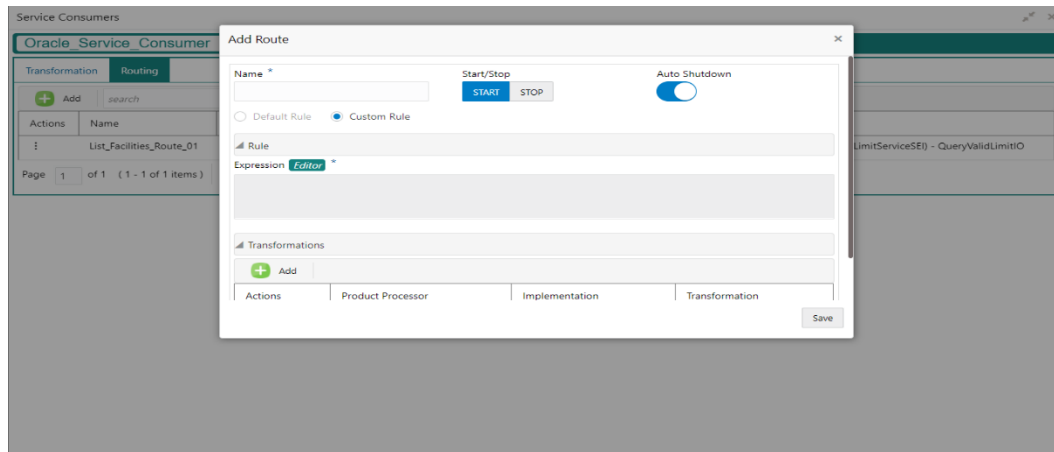 Service Consumers
Oracle_Service_Consumer
Transformation Routing
Add search
Actions Name
List_Facilities_Route_01
LimitServiceSEI) - QueryValidLimitIO
Page 1 of 1 ( 1 - 1 of 1 items )
Add Route
Name * Start/Stop Auto Shutdown
START STOP
Default Rule Custom Rule
Rule
Expression Editor *
Transformations
Add
Actions Product Processor Implementation Transformation
Save